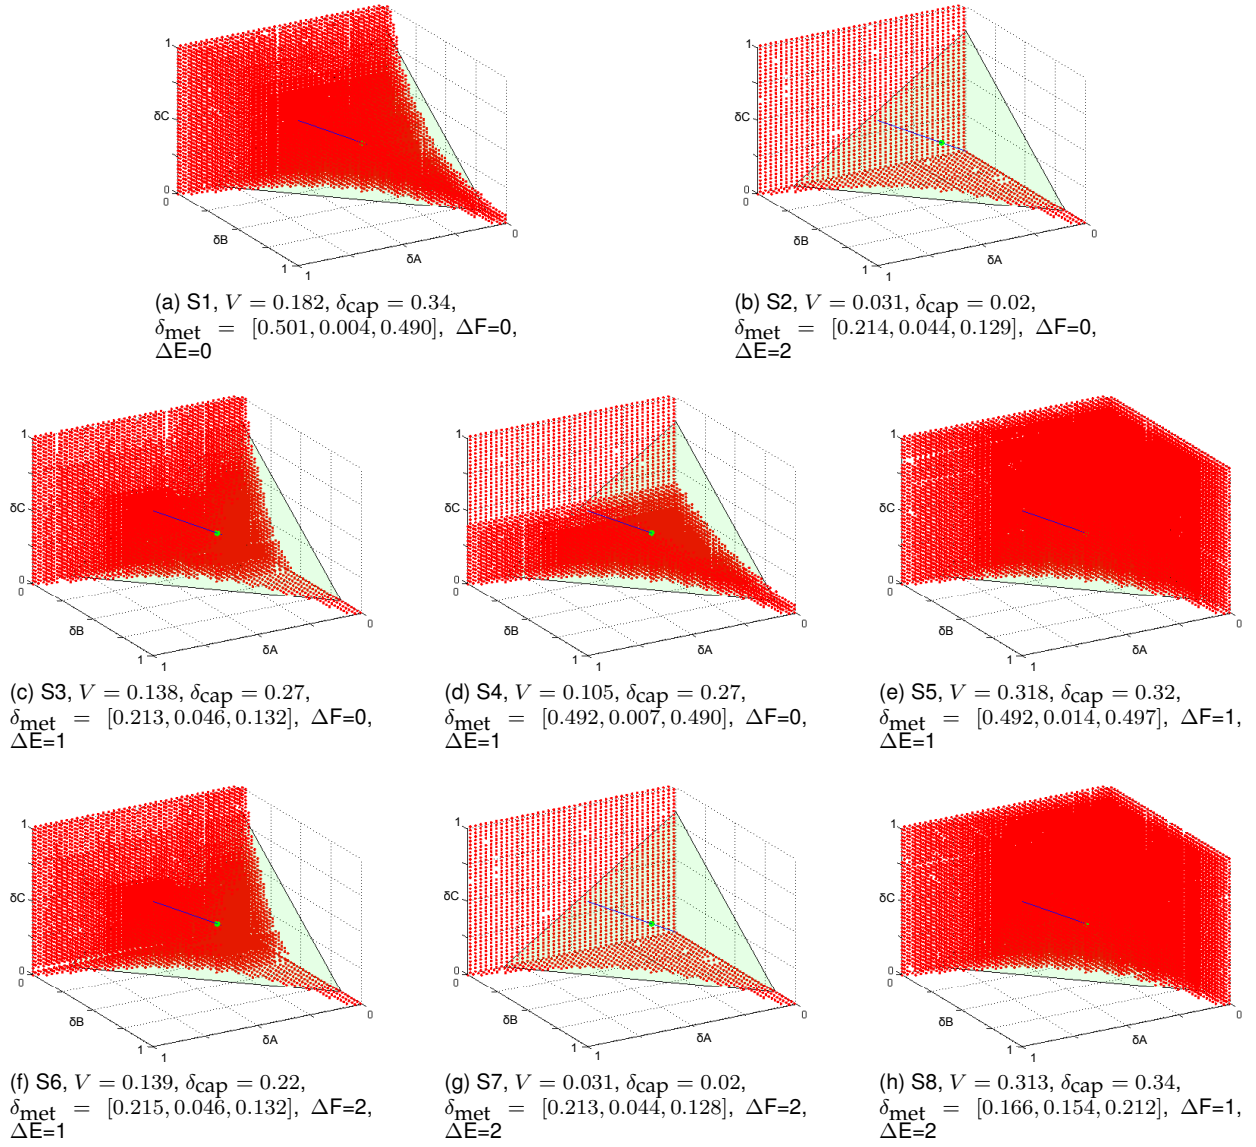 1
δC
0
0
δB
1
1
δA
0
1
δC
0
0
δB
1
1
δA
0
(a) S1, V = 0.182, δcap = 0.34,
δmet = [0.501, 0.004, 0.490], ΔF=0,
ΔE=0
(b) S2, V = 0.031, δcap = 0.02,
δmet = [0.214, 0.044, 0.129], ΔF=0,
ΔE=2
1
δC
0
0
δB
1
1
δA
0
1
δC
0
0
δB
1
1
δA
0
1
δC
0
0
δB
1
1
δA
0
(c) S3, V = 0.138, δcap = 0.27,
δmet = [0.213, 0.046, 0.132], ΔF=0,
ΔE=1
(d) S4, V = 0.105, δcap = 0.27,
δmet = [0.492, 0.007, 0.490], ΔF=0,
ΔE=1
(e) S5, V = 0.318, δcap = 0.32,
δmet = [0.492, 0.014, 0.497], ΔF=1,
ΔE=1
1
δC
0
0
δB
1
1
δA
0
1
δC
0
0
δB
1
1
δA
0
1
δC
0
0
δB
1
1
δA
0
(f) S6, V = 0.139, δcap = 0.22,
δmet = [0.215, 0.046, 0.132], ΔF=2,
ΔE=1
(g) S7, V = 0.031, δcap = 0.02,
δmet = [0.213, 0.044, 0.128], ΔF=2,
ΔE=2
(h) S8, V = 0.313, δcap = 0.34,
δmet = [0.166, 0.154, 0.212], ΔF=1,
ΔE=2